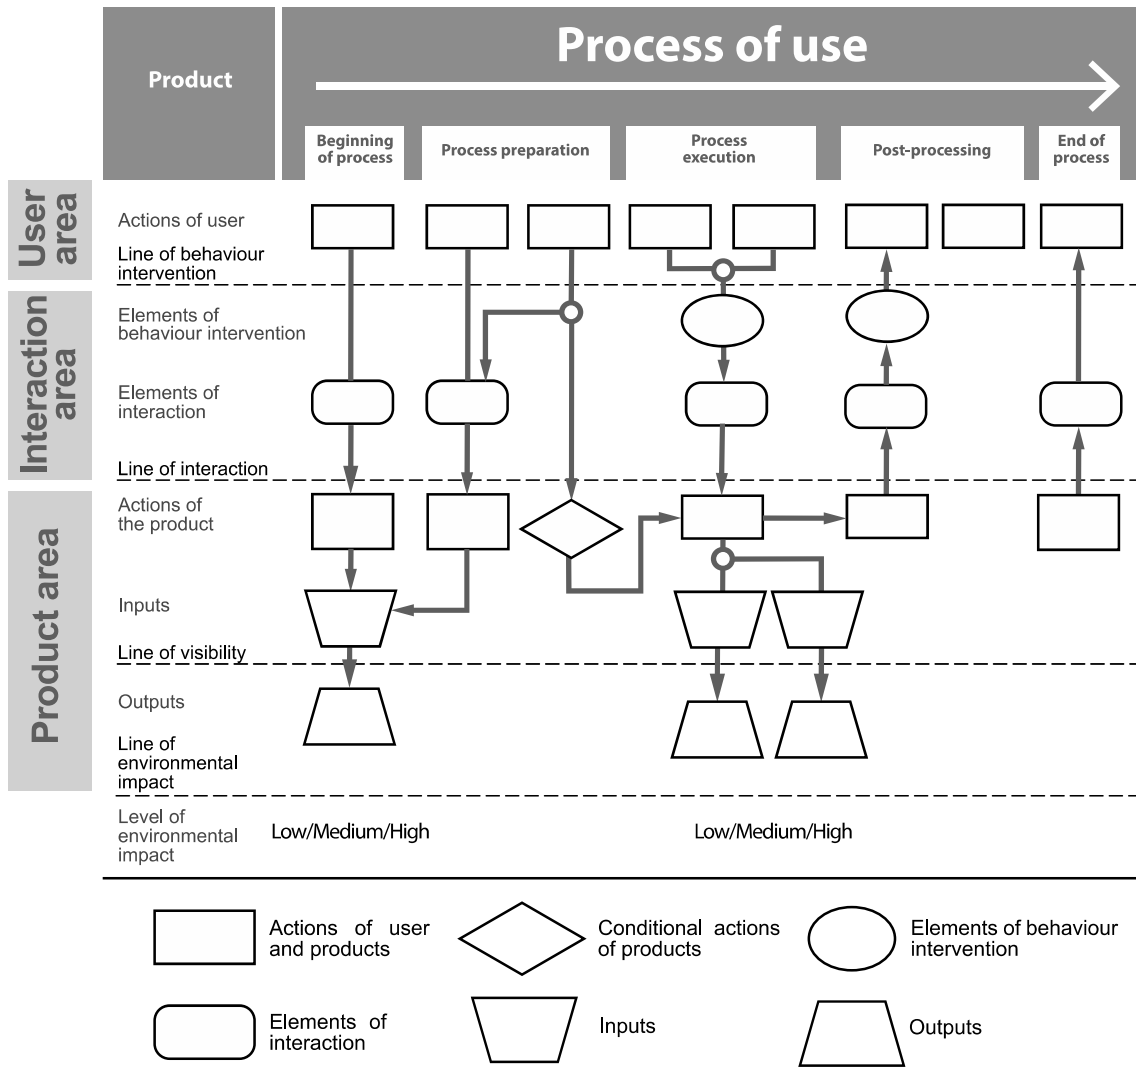 Process of use
Product
Beginning
of process
Process preparation
Process
execution
Post-processing
End of
process
User
area
Actions of user
Line of behaviour
intervention
Interaction
area
Elements of
behaviour intervention
Elements of
interaction
Line of interaction
Product area
Actions of
the product
Inputs
Line of visibility
Outputs
Line of
environmental
impact
Level of
environmental
impact
Low/Medium/High
Low/Medium/High
Actions of user
and products
Conditional actions
of products
Elements of behaviour
intervention
Elements of
interaction
Inputs
Outputs